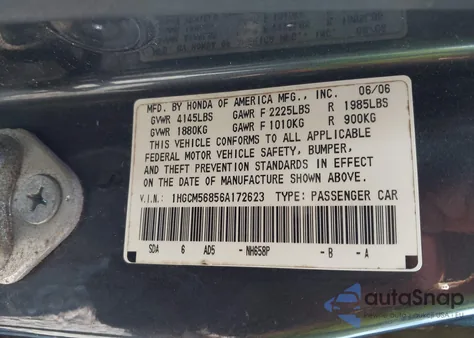 MFD. BY HONDA OF AMERICA MFG., INC. 06/06
GVWR 4145LBS GAWR F 2225LBS R 1985LBS
GVWR 1880KG GAWR F 1010KG R 900KG
THIS VEHICLE CONFORMS TO ALL APPLICABLE
FEDERAL MOTOR VEHICLE SAFETY, BUMPER,
AND THEFT PREVENTION STANDARDS IN EFFECT
ON THE DATE OF MANUFACTURE SHOWN ABOVE.
V.I.N.: 1HGCM56856A172623 TYPE: PASSENGER CAR
SDA 6 AD5 -NH658P -B -A
autoSnap